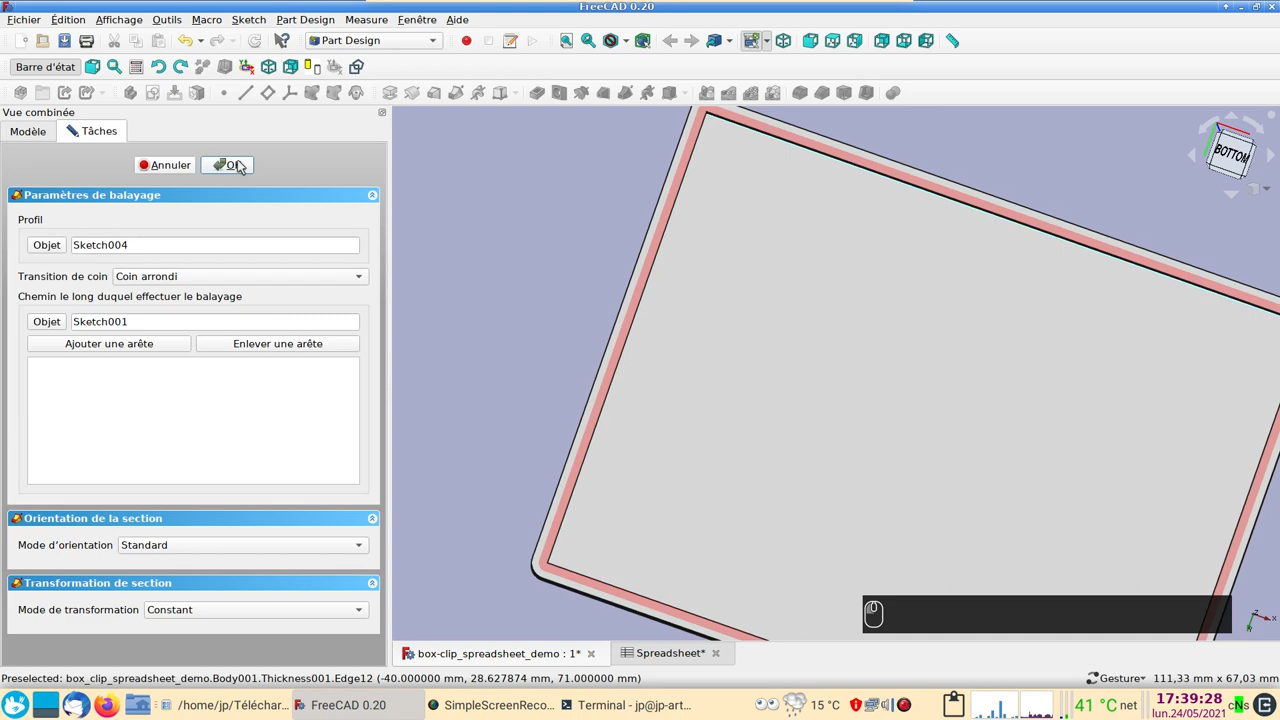 FreeCAD 0.20
Fichier Édition Affichage Outils Macro Sketch Part Design Measure Fenêtre Aide
Part Design
Barre d'état
Vue combinée
Modèle Tâches
Annuler
Paramètres de balayage
Profil
Objet Sketch004
Transition de coin Coin arrondi
Chemin le long duquel effectuer le balayage
Objet Sketch001
Ajouter une arête Enlever une arête
Orientation de la section
Mode d'orientation Standard
Transformation de section
Mode de transformation Constant
BOTTOM
box-clip_spreadsheet_demo : 1* Spreadsheet*
Preselected: box_clip_spreadsheet_demo.Body001.Thickness001.Edge12 (-40.000000 mm, 28.627874 mm, 71.000000 mm) Gesture 111,33 mm x 67,03 mm
/home/jp/Téléchar... FreeCAD 0.20 SimpleScreenReco... Terminal - jp@jp-art... 15 °C 41 °C net 17:39:28
lun.24/05/2021